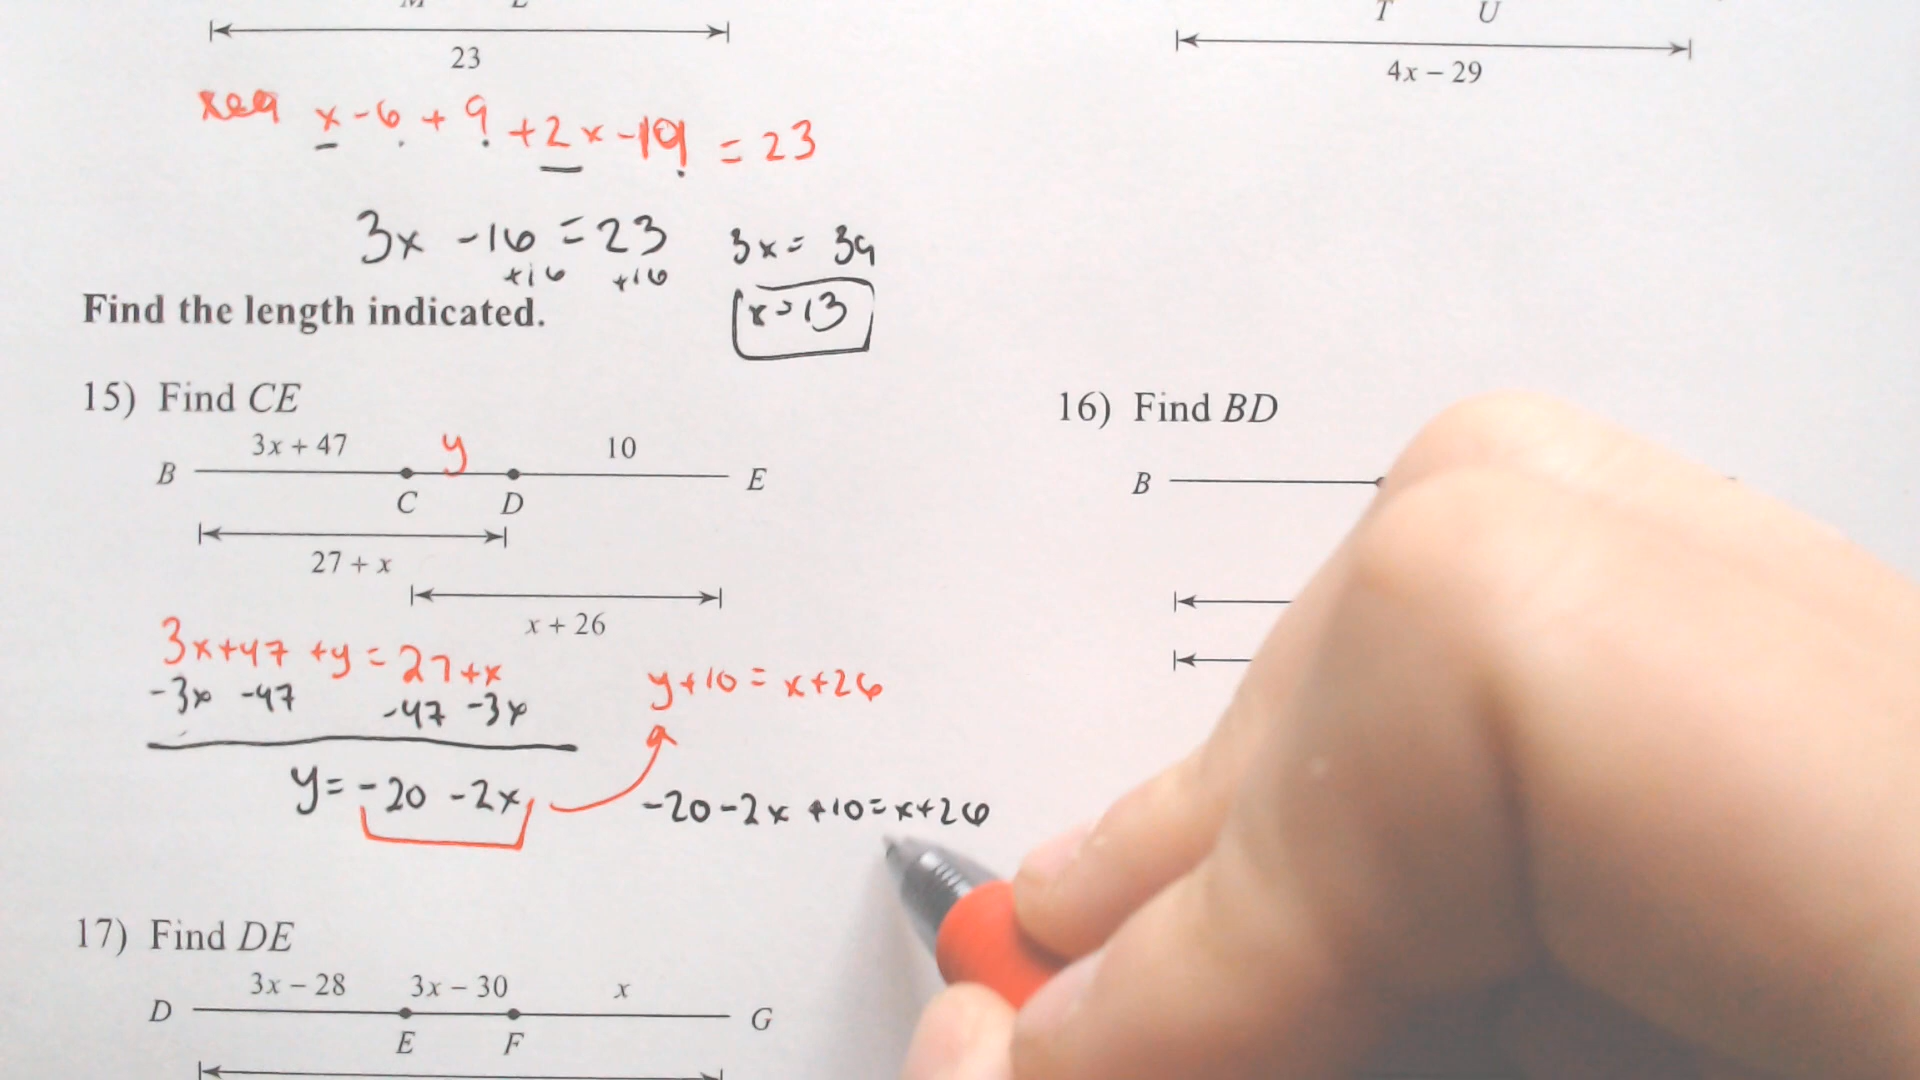 23
T U
4x – 29
x - 6 + 9 + 2x - 19 = 23
3x - 16 = 23
+16 +16
3x = 39
x = 13
Find the length indicated.
15) Find CE
3x + 47 y 10
B E
C D
27 + x
x + 26
3x+47 +y = 27+x
-3x -47 -47 -3x
y = -20 -2x
y+10 = x+26
-20-2x +10 = x+26
16) Find BD
B
17) Find DE
3x – 28 3x – 30 x
D G
E F